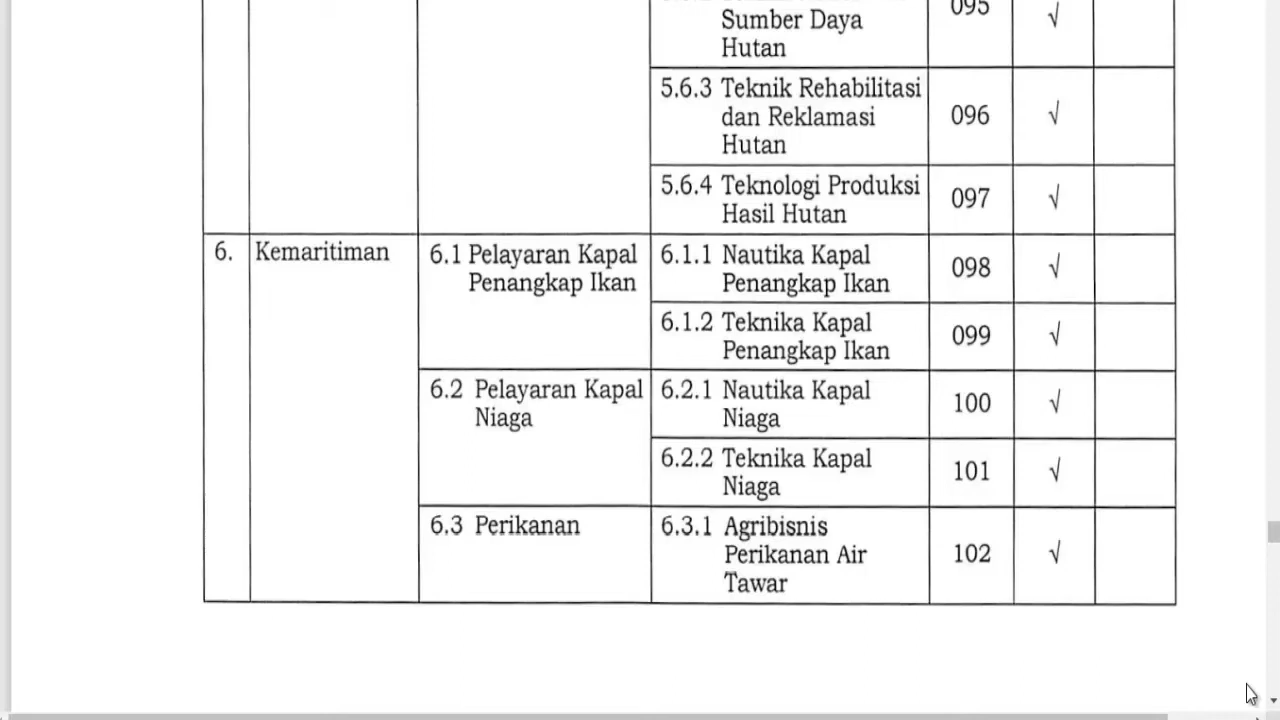 095
√
Sumber Daya
Hutan
5.6.3 Teknik Rehabilitasi
dan Reklamasi
Hutan
096
√
5.6.4 Teknologi Produksi
Hasil Hutan
097
√
6. Kemaritiman
6.1 Pelayaran Kapal
Penangkap Ikan
6.1.1 Nautika Kapal
Penangkap Ikan
098
√
6.1.2 Teknika Kapal
Penangkap Ikan
099
√
6.2 Pelayaran Kapal
Niaga
6.2.1 Nautika Kapal
Niaga
100
√
6.2.2 Teknika Kapal
Niaga
101
√
6.3 Perikanan
6.3.1 Agribisnis
Perikanan Air
Tawar
102
√